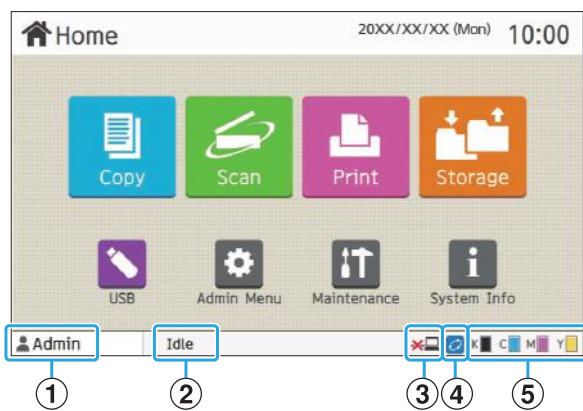 Home 20XX/XX/XX (Mon) 10:00
Copy Scan Print Storage
USB Admin Menu Maintenance System Info
Admin Idle K C M Y
1 2 3 4 5